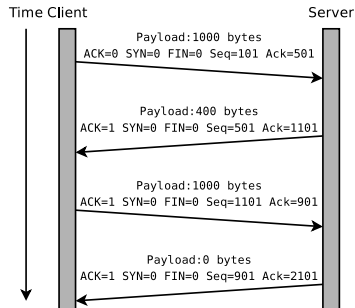 Time Client Server
Payload:1000 bytes
ACK=0 SYN=0 FIN=0 Seq=101 Ack=501
Payload:400 bytes
ACK=1 SYN=0 FIN=0 Seq=501 Ack=1101
Payload:1000 bytes
ACK=1 SYN=0 FIN=0 Seq=1101 Ack=901
Payload:0 bytes
ACK=1 SYN=0 FIN=0 Seq=901 Ack=2101